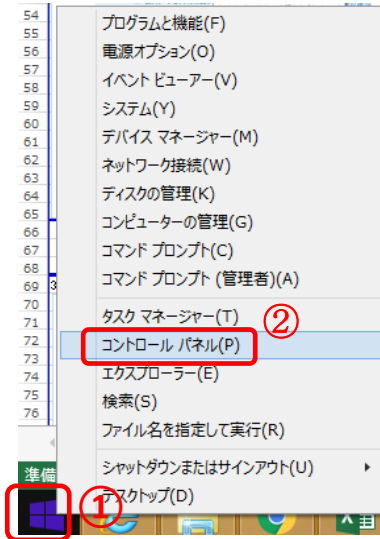 54
55
56
57
58
59
60
61
62
63
64
65
66
67
68
69
70
71
72
73
74
75
76
プログラムと機能(F)
電源オプション(O)
イベント ビューアー(V)
システム(Y)
デバイス マネージャー(M)
ネットワーク接続(W)
ディスクの管理(K)
コンピューターの管理(G)
コマンド プロンプト(C)
コマンド プロンプト (管理者)(A)
タスク マネージャー(T)
②
コントロール パネル(P)
エクスプローラー(E)
検索(S)
ファイル名を指定して実行(R)
シャットダウンまたはサインアウト(U)
デスクトップ(D)
準備
①